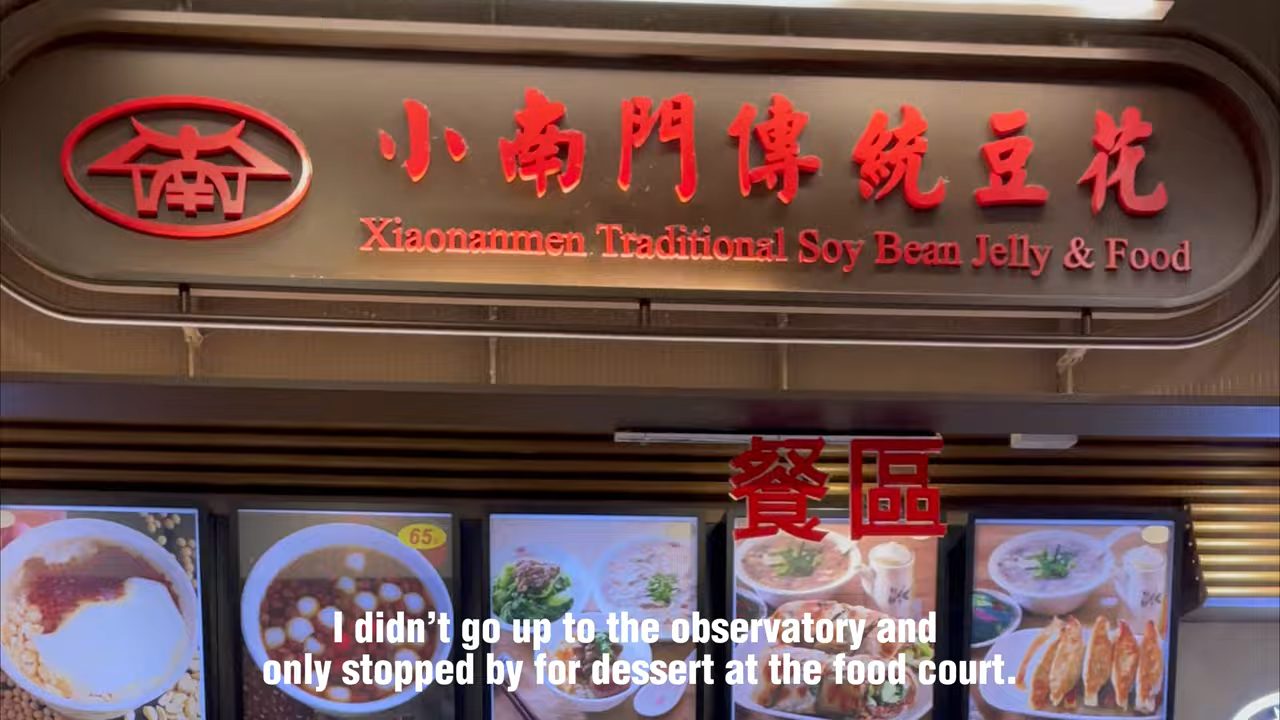 小南門傳統豆花
Xiaonanmen Traditional Soy Bean Jelly & Food
餐區
65
I didn't go up to the observatory and
only stopped by for dessert at the food court.